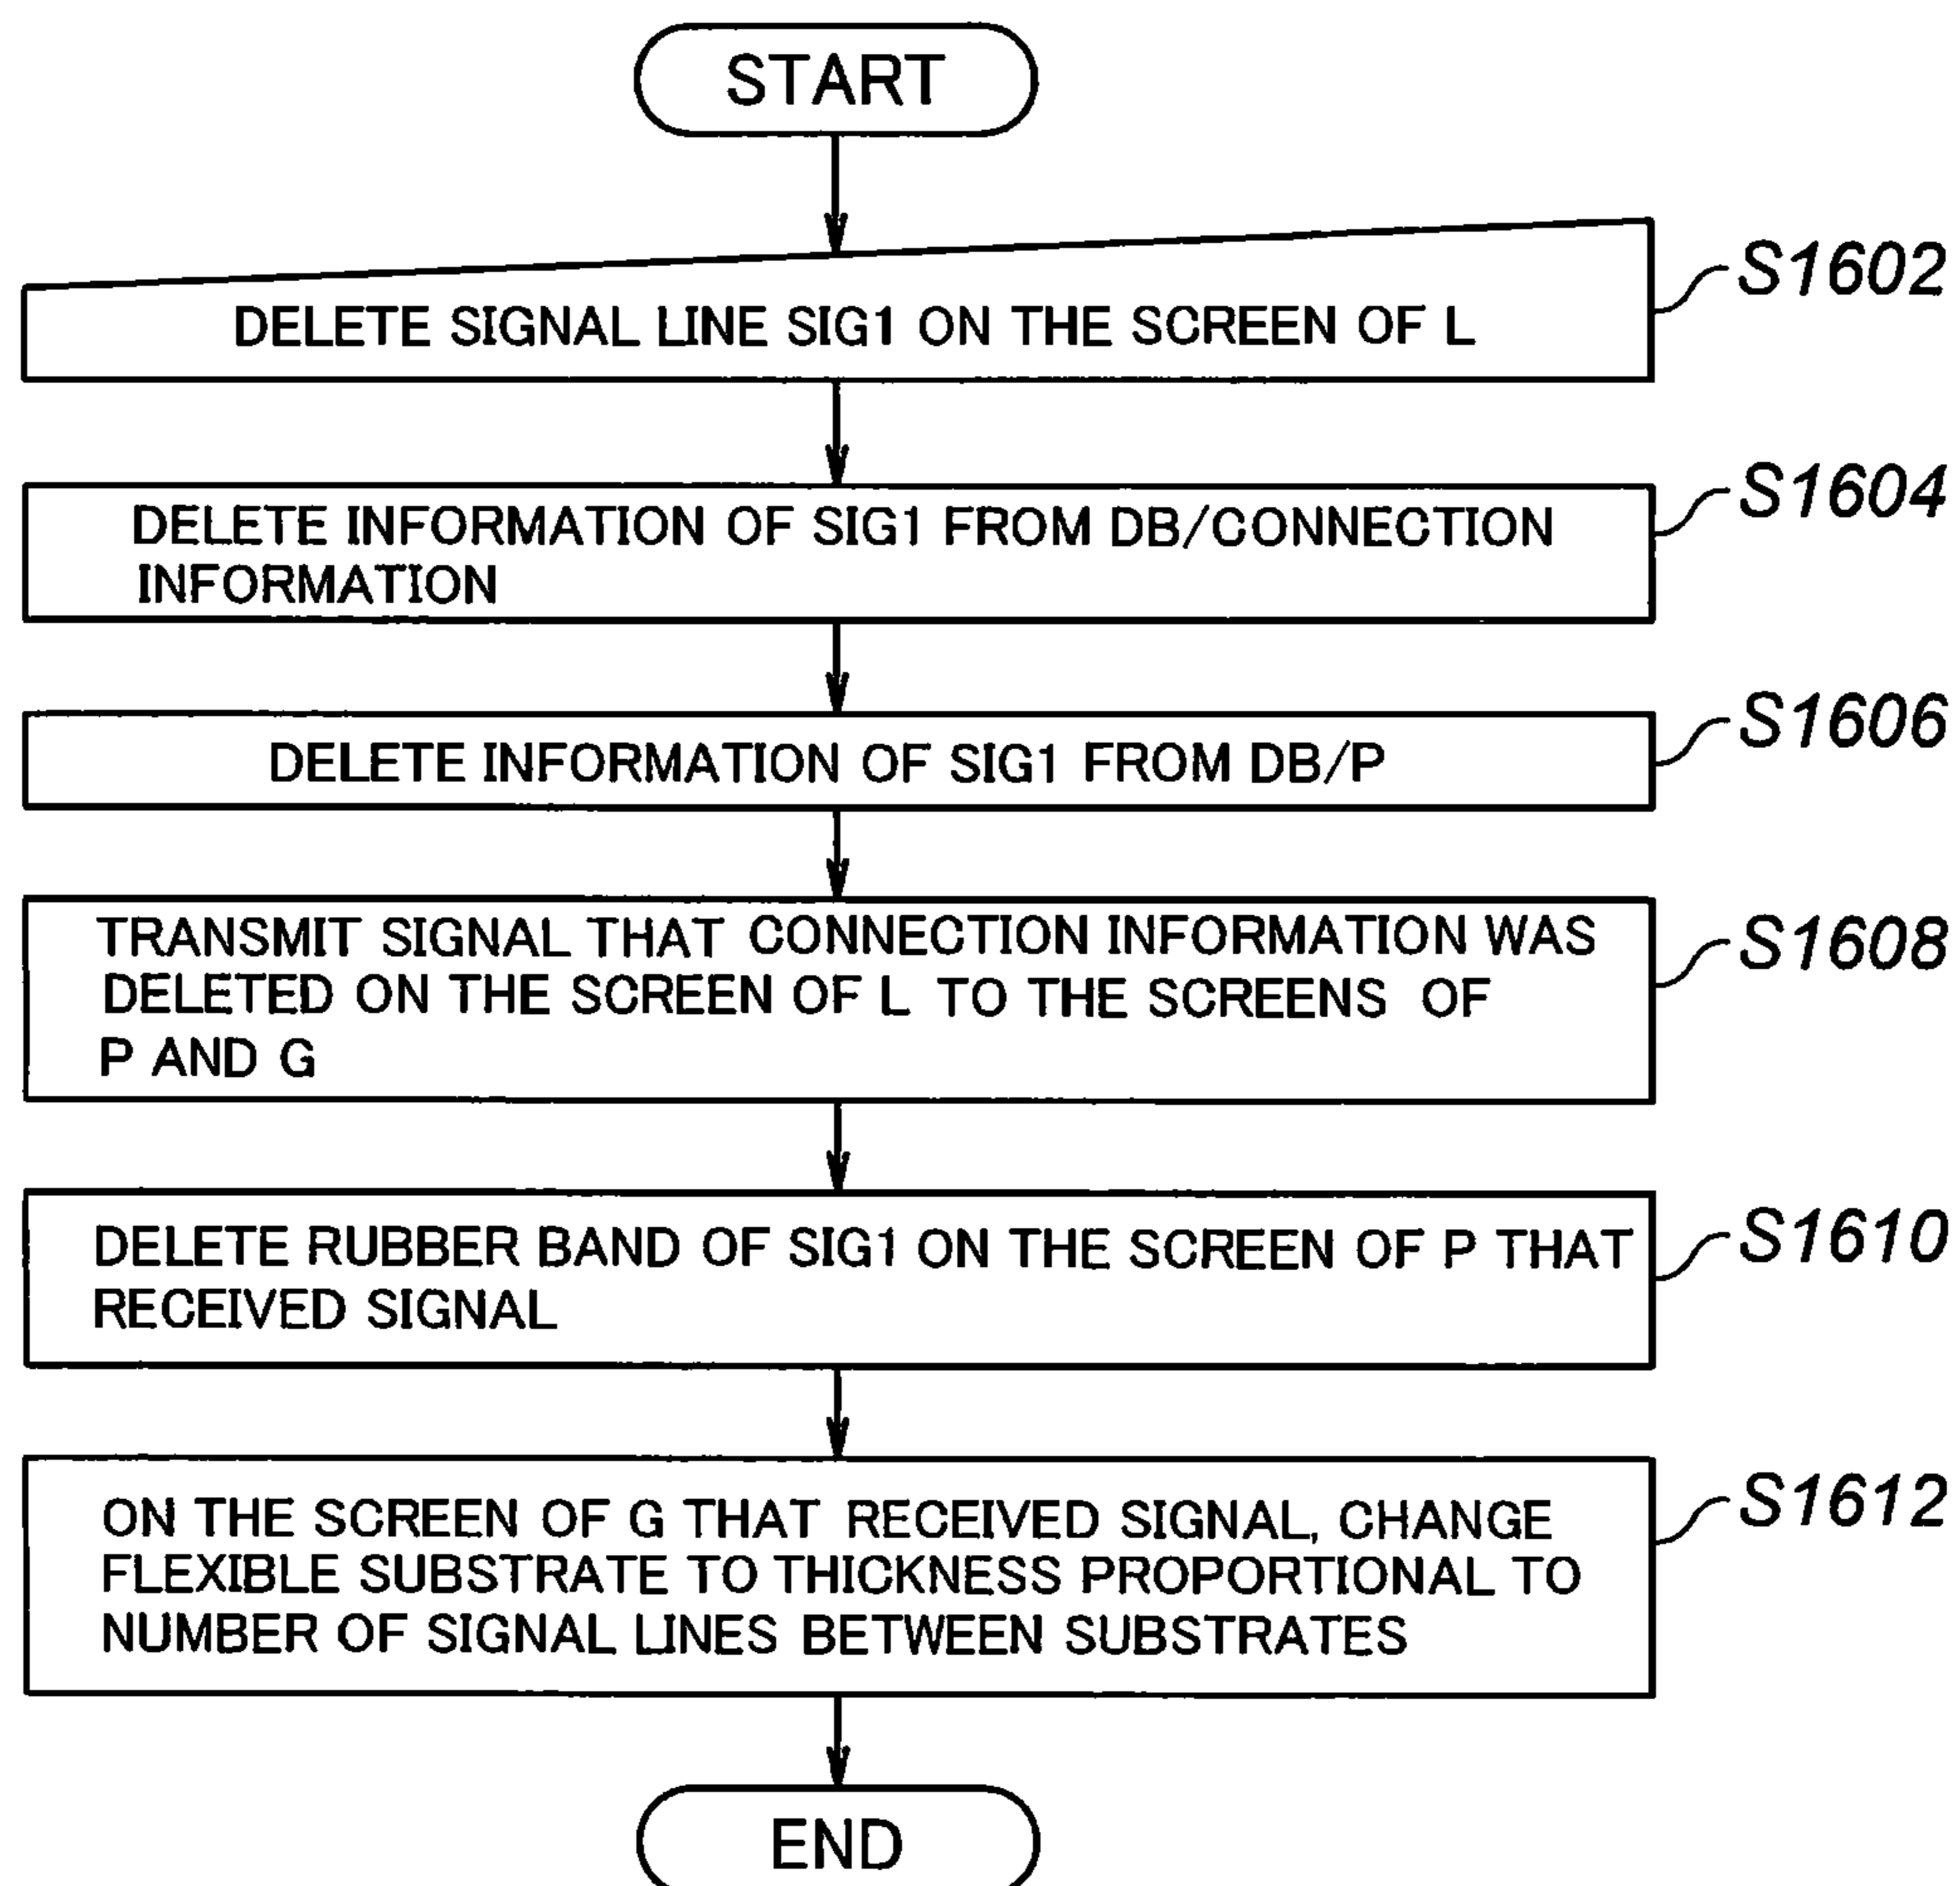 START
S1602
DELETE SIGNAL LINE SIG1 ON THE SCREEN OF L
S1604
DELETE INFORMATION OF SIG1 FROM DB/CONNECTION
INFORMATION
S1606
DELETE INFORMATION OF SIG1 FROM DB/P
S1608
TRANSMIT SIGNAL THAT CONNECTION INFORMATION WAS
DELETED ON THE SCREEN OF L TO THE SCREENS OF
P AND G
S1610
DELETE RUBBER BAND OF SIG1 ON THE SCREEN OF P THAT
RECEIVED SIGNAL
S1612
ON THE SCREEN OF G THAT RECEIVED SIGNAL, CHANGE
FLEXIBLE SUBSTRATE TO THICKNESS PROPORTIONAL TO
NUMBER OF SIGNAL LINES BETWEEN SUBSTRATES
END